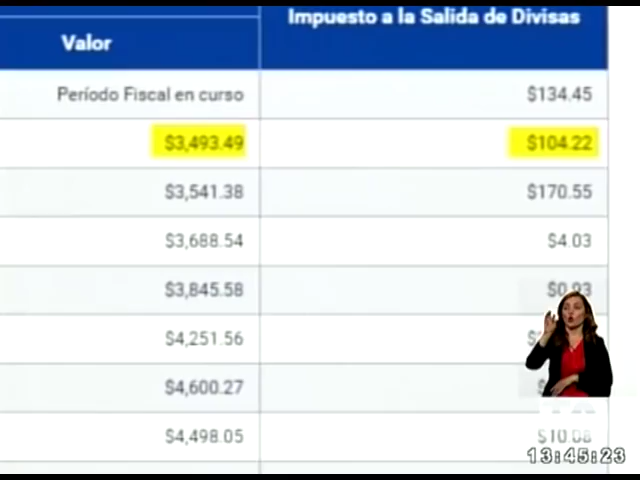 Impuesto a la Salida de Divisas
Valor
Período Fiscal en curso $134.45
$3,493.49 $104.22
$3,541.38 $170.55
$3,688.54 $4.03
$3,845.58 $0.93
$4,251.56
$4,600.27
$4,498.05 $10.08
13:45:23